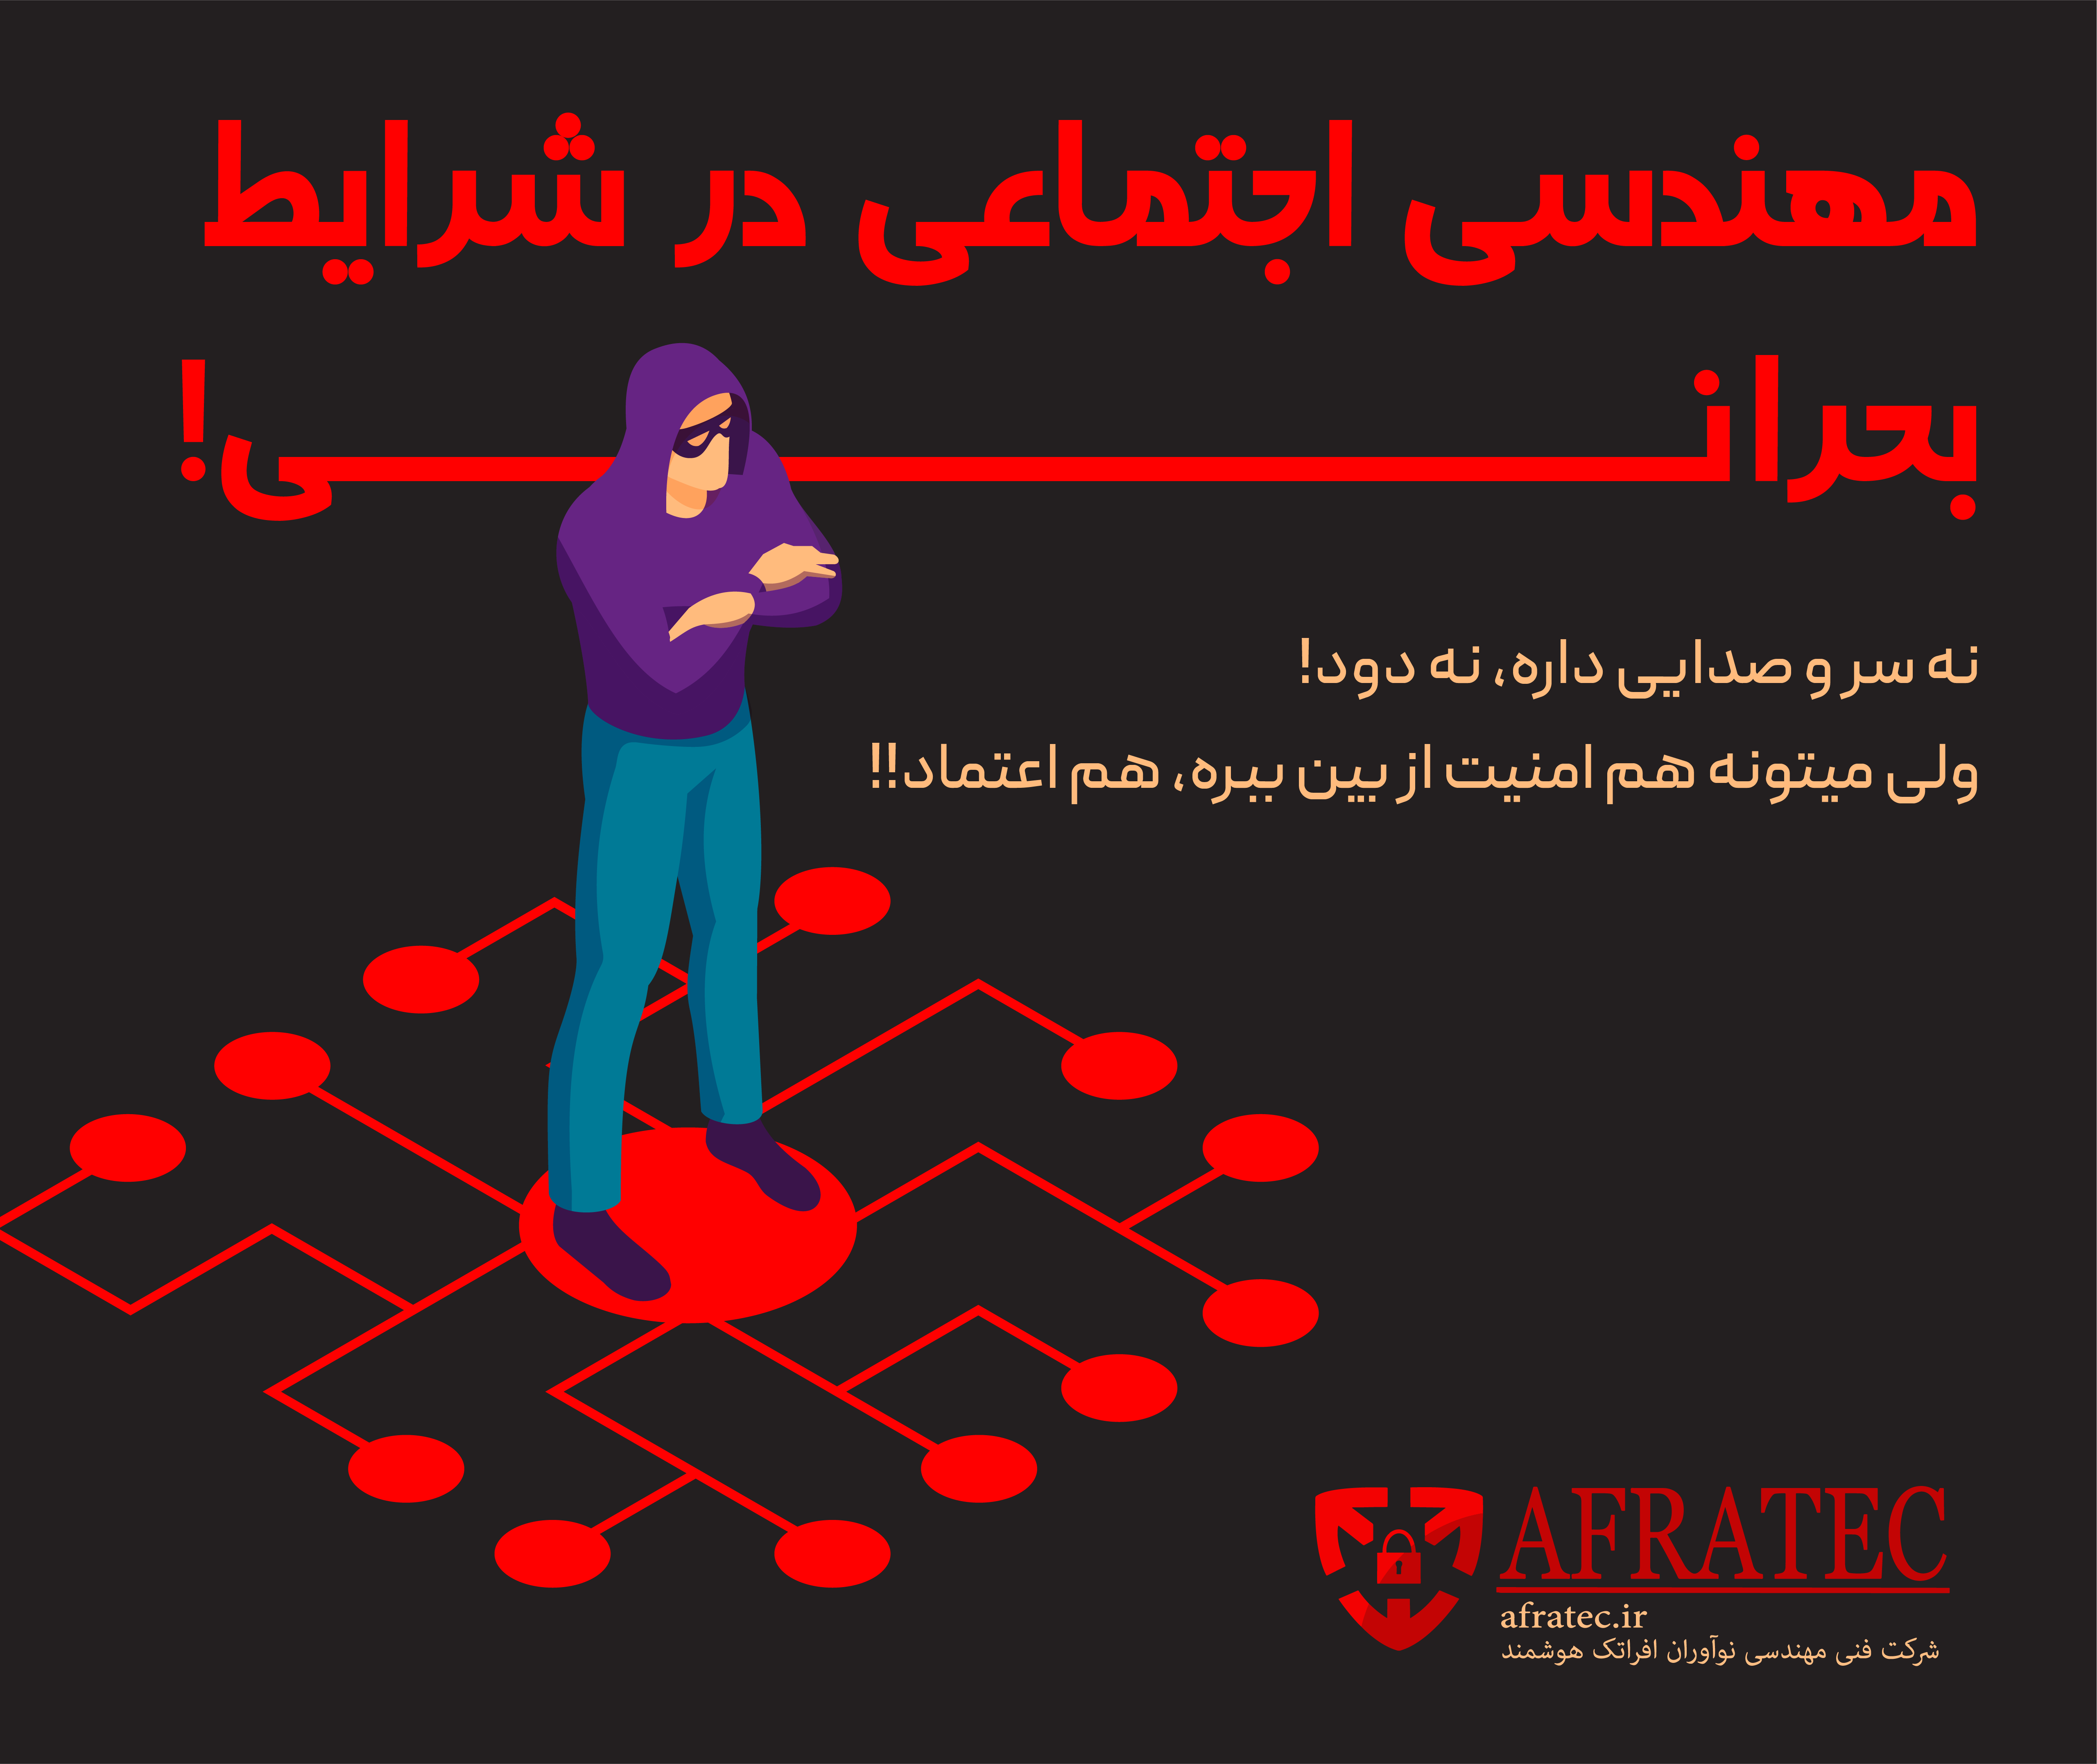 مهندسی اجتماعی در شرایط
بحرانـــــــــــــــــی!
نه سر و صدایی داره، نه دود!
ولی میتونه هم امنیت از بین ببره، هم اعتماد!!
AFRATEC
afratec.ir
شرکت فنی مهندسی نوآوران افراتک هوشمند